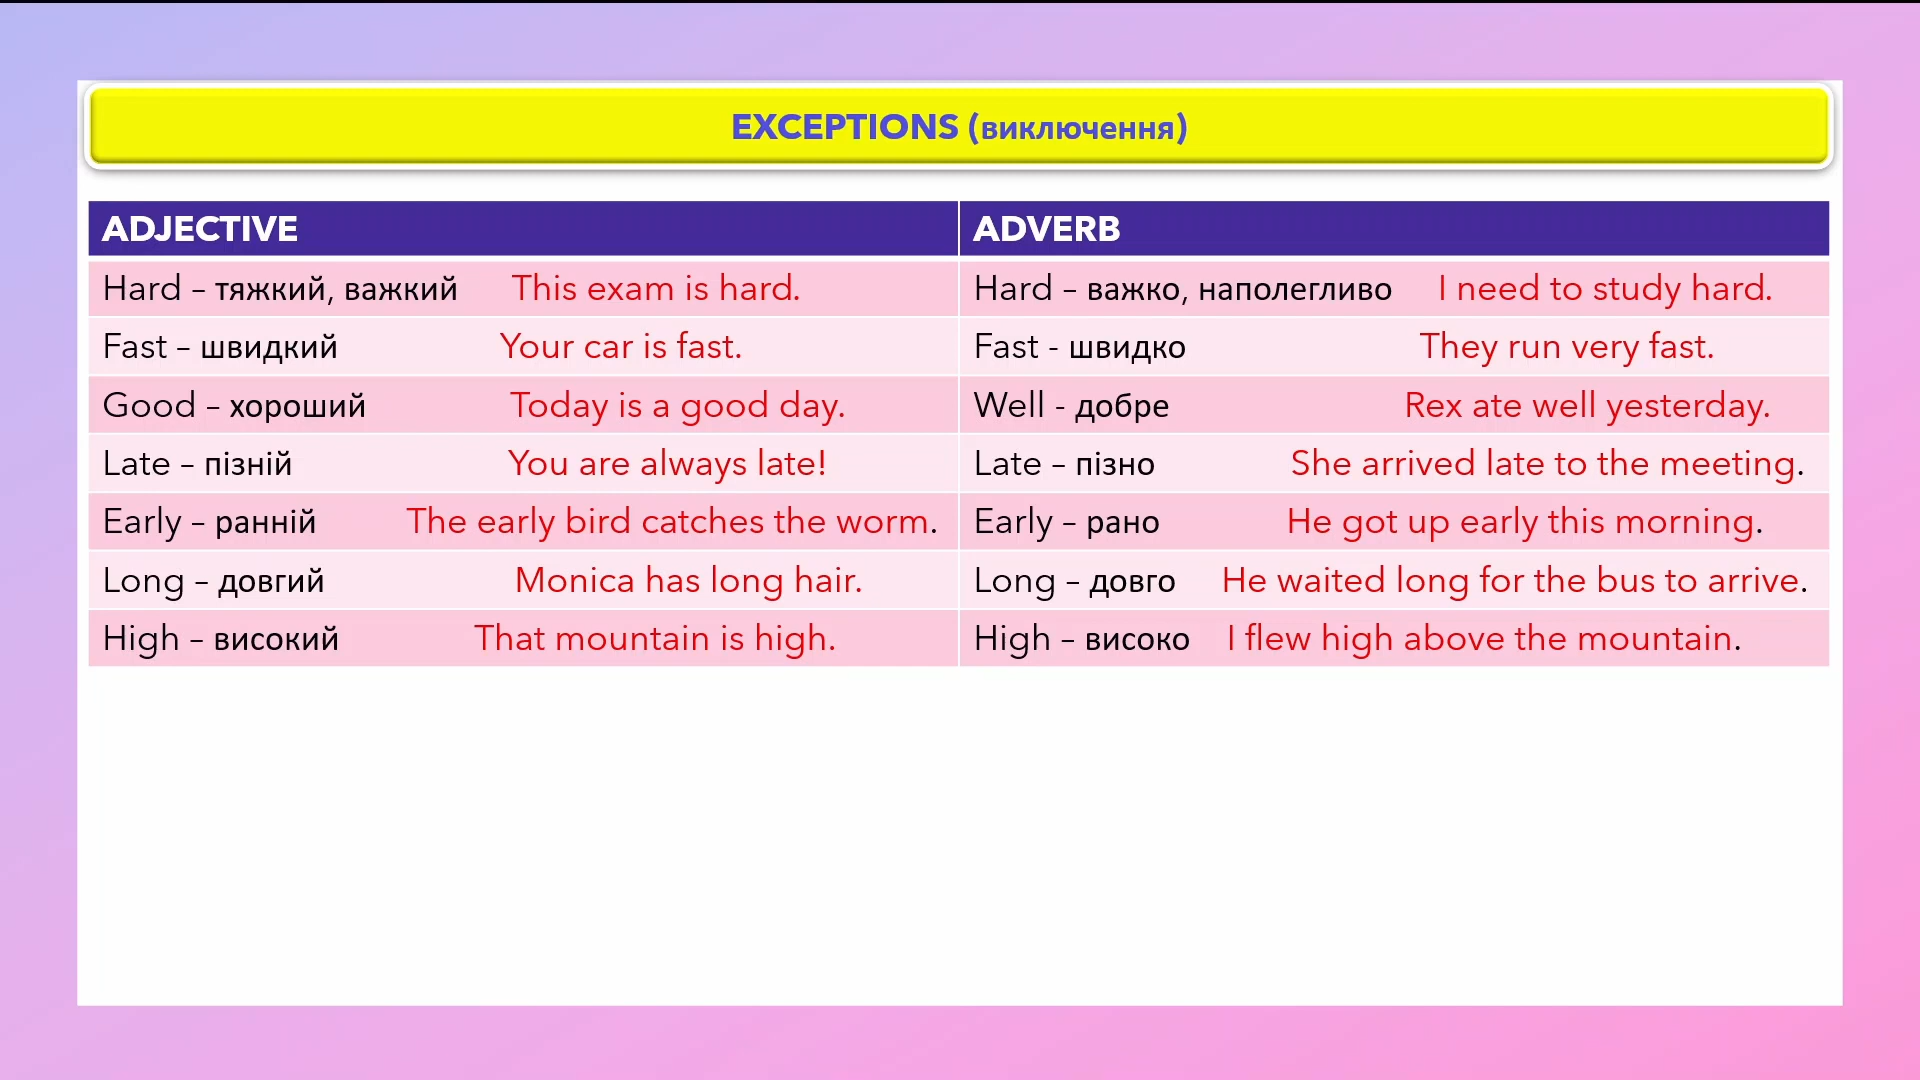 EXCEPTIONS (виключення)
ADJECTIVE ADVERB
Hard – тяжкий, важкий This exam is hard. Hard – важко, наполегливо I need to study hard.
Fast – швидкий Your car is fast. Fast - швидко They run very fast.
Good – хороший Today is a good day. Well - добре Rex ate well yesterday.
Late – пізній You are always late! Late – пізно She arrived late to the meeting.
Early – ранній The early bird catches the worm. Early – рано He got up early this morning.
Long – довгий Monica has long hair. Long – довго He waited long for the bus to arrive.
High – високий That mountain is high. High – високо I flew high above the mountain.